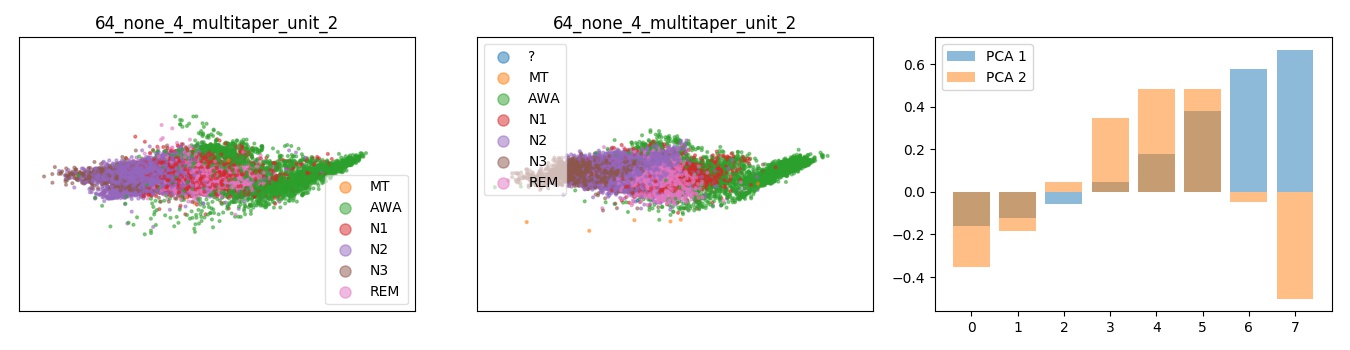 64_none_4_multitaper_unit_2
MT
AWA
N1
N2
N3
REM
64_none_4_multitaper_unit_2
?
MT
AWA
N1
N2
N3
REM
PCA 1
PCA 2
0.6
0.4
0.2
0.0
−0.2
−0.4
0 1 2 3 4 5 6 7